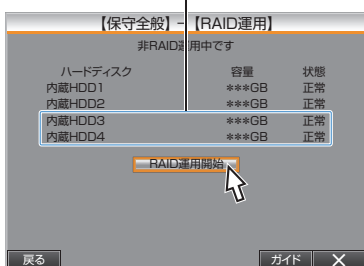 【保守全般】－【RAID運用】
非RAID運用中です
ハードディスク 容量 状態
内蔵HDD1 ***GB 正常
内蔵HDD2 ***GB 正常
内蔵HDD3 ***GB 正常
内蔵HDD4 ***GB 正常
RAID運用開始
戻る ガイド ×